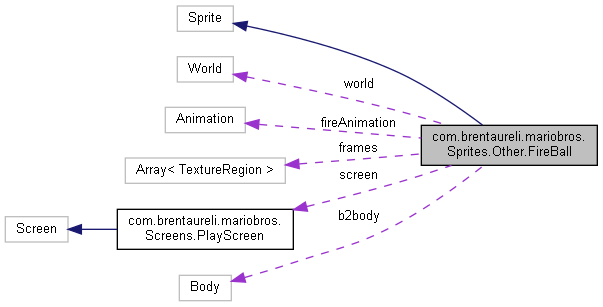 Sprite
World
world
Animation
fireAnimation
com.brentaureli.mariobros.
Sprites.Other.FireBall
frames
Array< TextureRegion >
screen
com.brentaureli.mariobros.
Screens.PlayScreen
Screen
b2body
Body